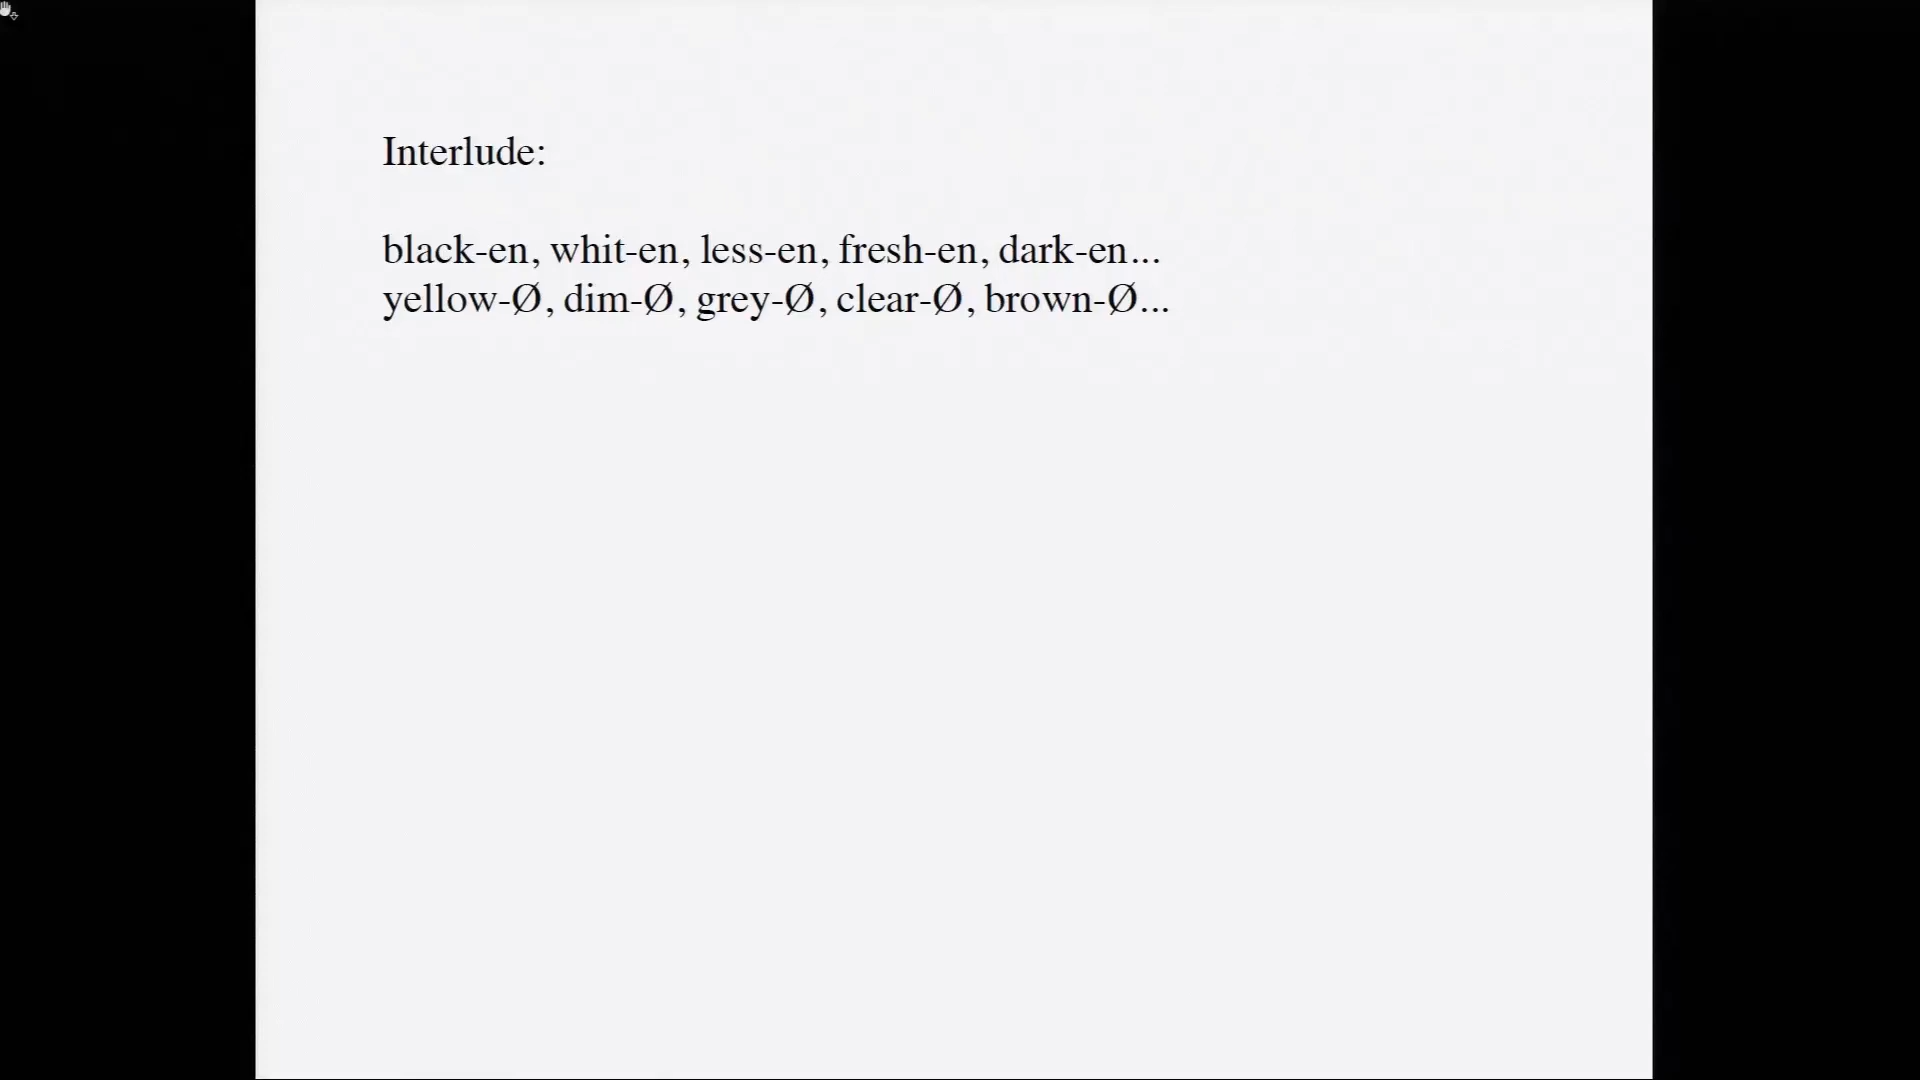 Interlude:
black-en, whit-en, less-en, fresh-en, dark-en...
yellow-Ø, dim-Ø, grey-Ø, clear-Ø, brown-Ø...